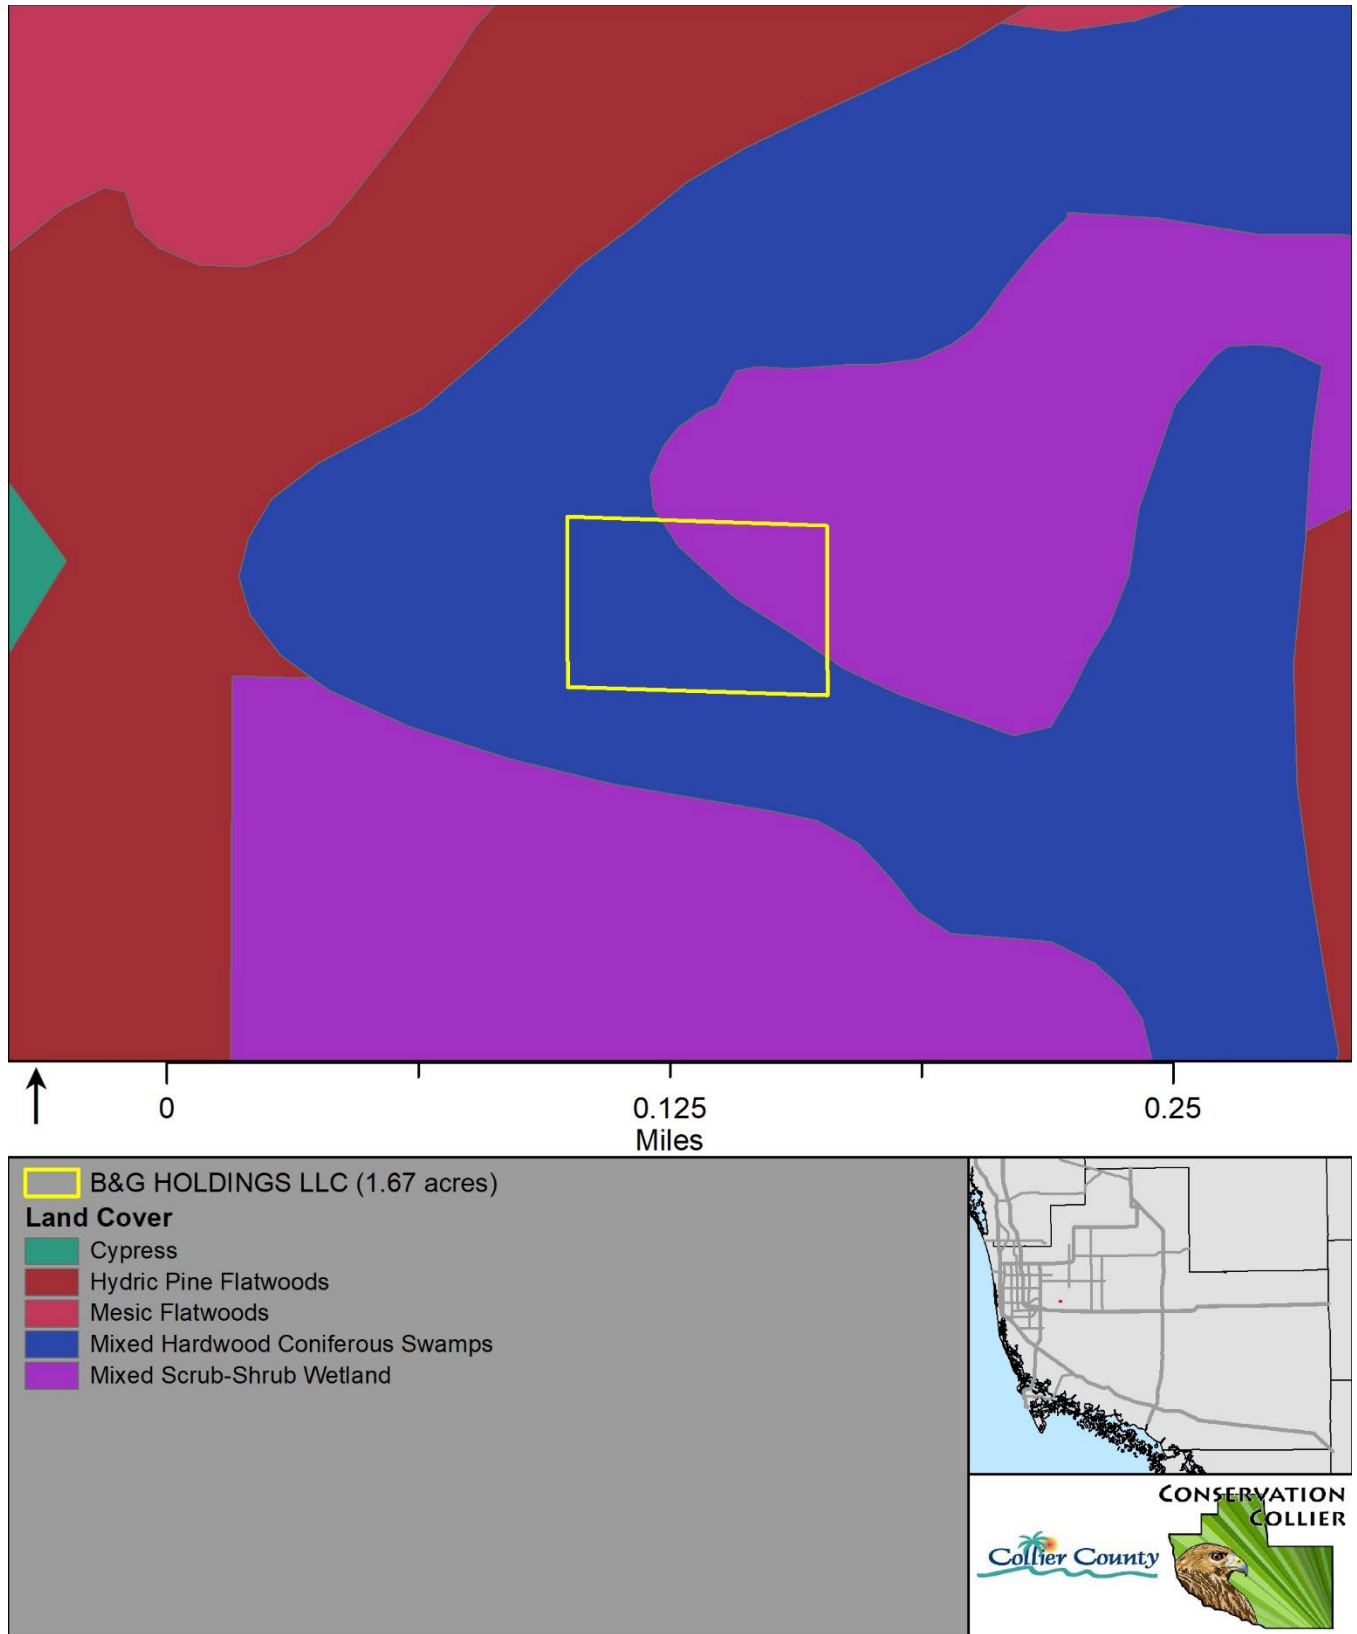 0
0.125
0.25
Miles
B&G HOLDINGS LLC (1.67 acres)
Land Cover
Cypress
Hydric Pine Flatwoods
Mesic Flatwoods
Mixed Hardwood Coniferous Swamps
Mixed Scrub-Shrub Wetland
CONSERVATION
COLLIER
Collier County